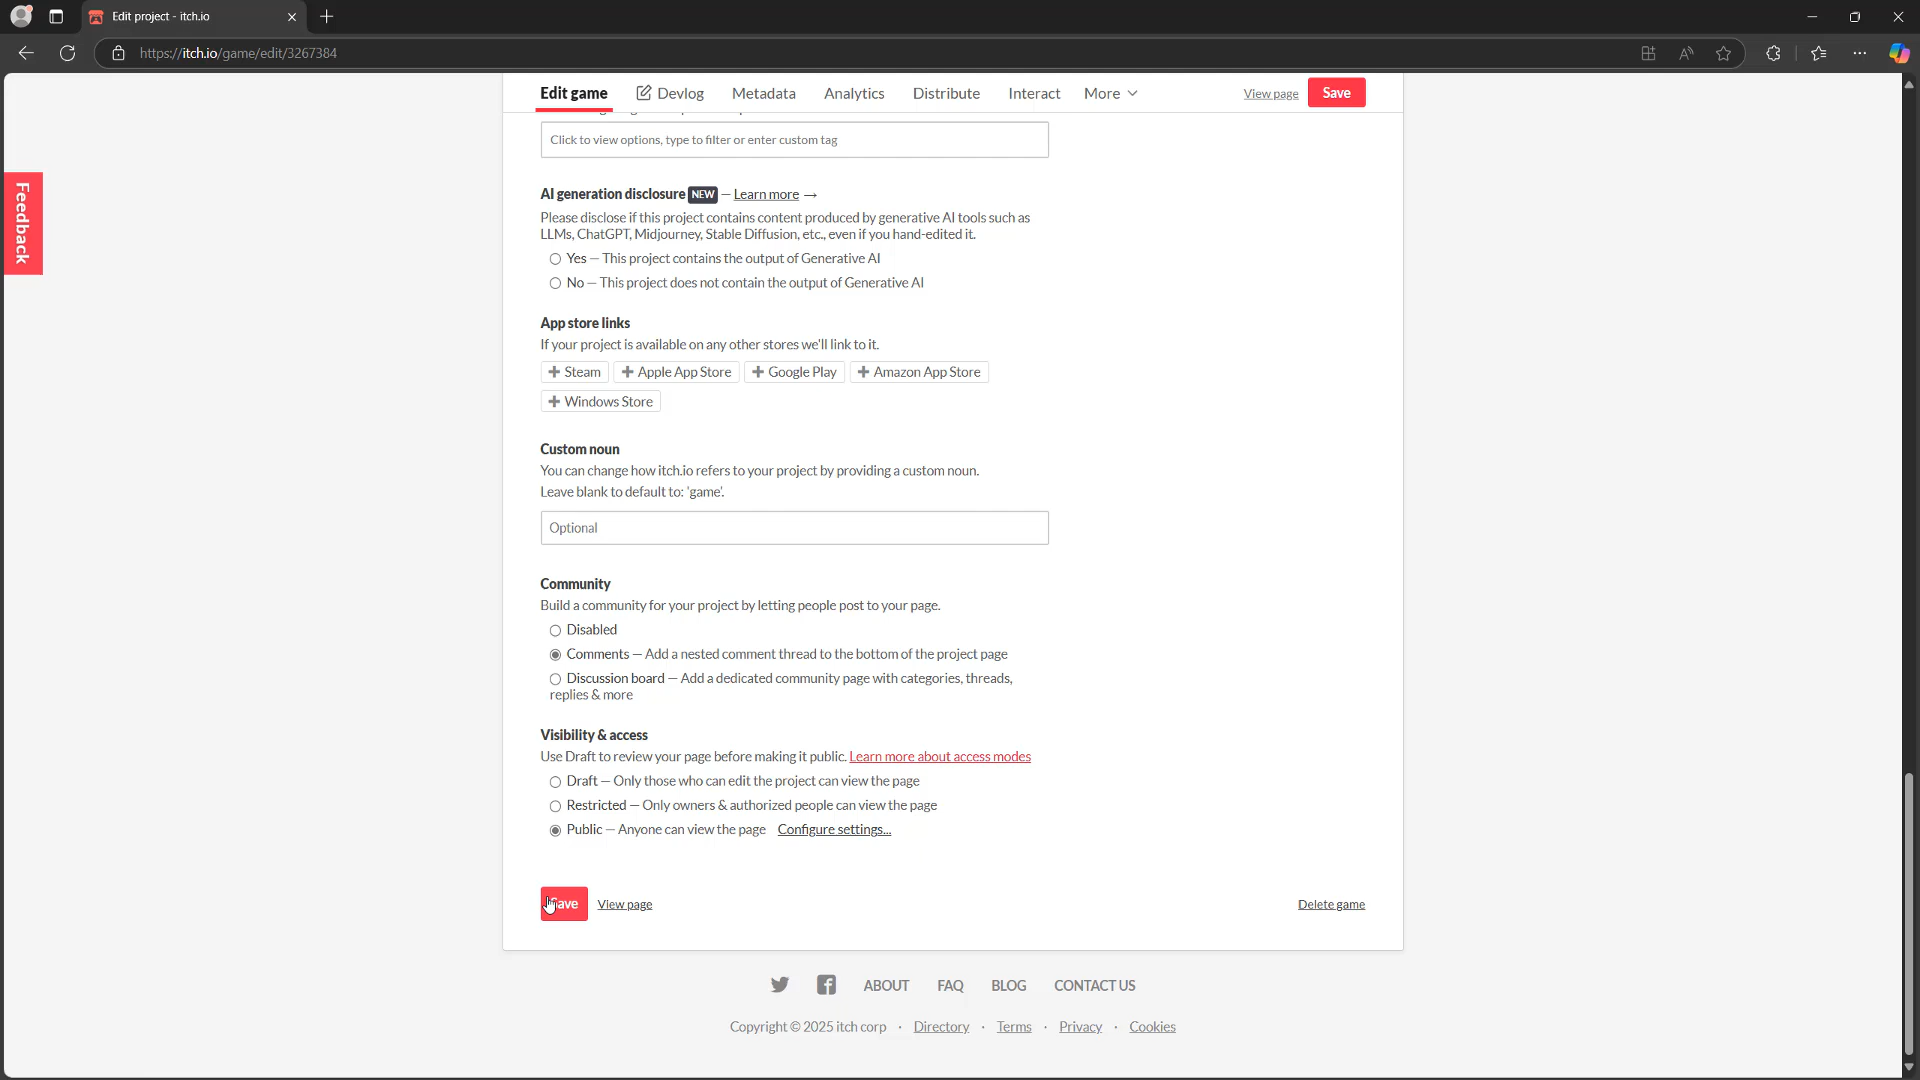 Edit project - itch.io
https://itch.io/game/edit/3267384
Edit game Devlog Metadata Analytics Distribute Interact More View page Save
Click to view options, type to filter or enter custom tag
Feedback
AI generation disclosure NEW — Learn more →
Please disclose if this project contains content produced by generative AI tools such as
LLMs, ChatGPT, Midjourney, Stable Diffusion, etc., even if you hand-edited it.
Yes — This project contains the output of Generative AI
No — This project does not contain the output of Generative AI
App store links
If your project is available on any other stores we'll link to it.
+ Steam + Apple App Store + Google Play + Amazon App Store
+ Windows Store
Custom noun
You can change how itch.io refers to your project by providing a custom noun.
Leave blank to default to: 'game'.
Optional
Community
Build a community for your project by letting people post to your page.
Disabled
Comments — Add a nested comment thread to the bottom of the project page
Discussion board — Add a dedicated community page with categories, threads,
replies & more
Visibility & access
Use Draft to review your page before making it public. Learn more about access modes
Draft — Only those who can edit the project can view the page
Restricted — Only owners & authorized people can view the page
Public — Anyone can view the page Configure settings...
Save View page Delete game
ABOUT FAQ BLOG CONTACT US
Copyright © 2025 itch corp · Directory · Terms · Privacy · Cookies